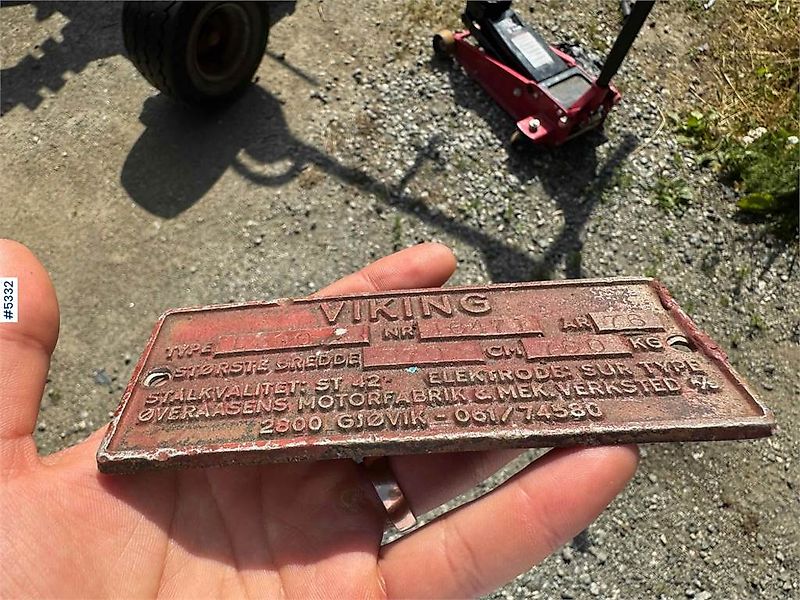 VIKING
TYPE NR ÅR 79
STØRSTE BREDDE CM KG
STÅLKVALITET: ST. 42. ELEKTRODE: SUR TYPE
ØVERAASENS MOTORFABRIK & MEK. VERKSTED A/S
2800 GJØVIK - 061/74580
#5332